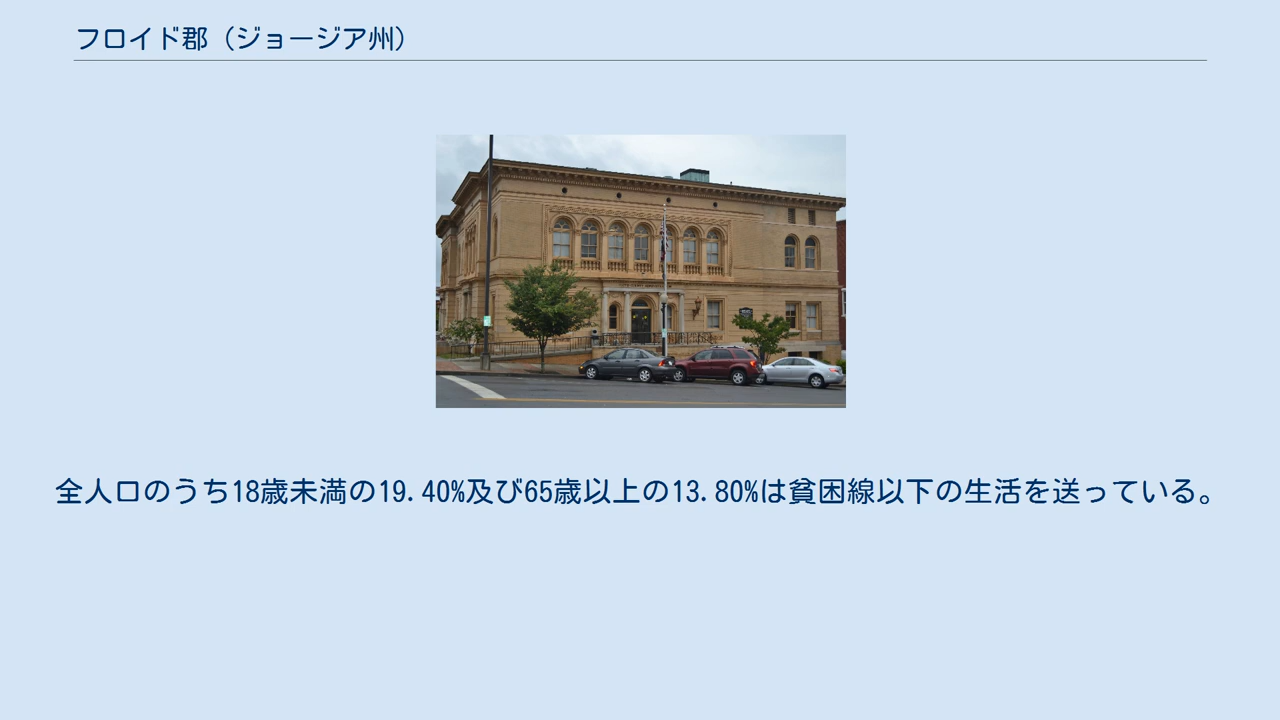 フロイド郡（ジョージア州）
全人口のうち18歳未満の19.40%及び65歳以上の13.80%は貧困線以下の生活を送っている。